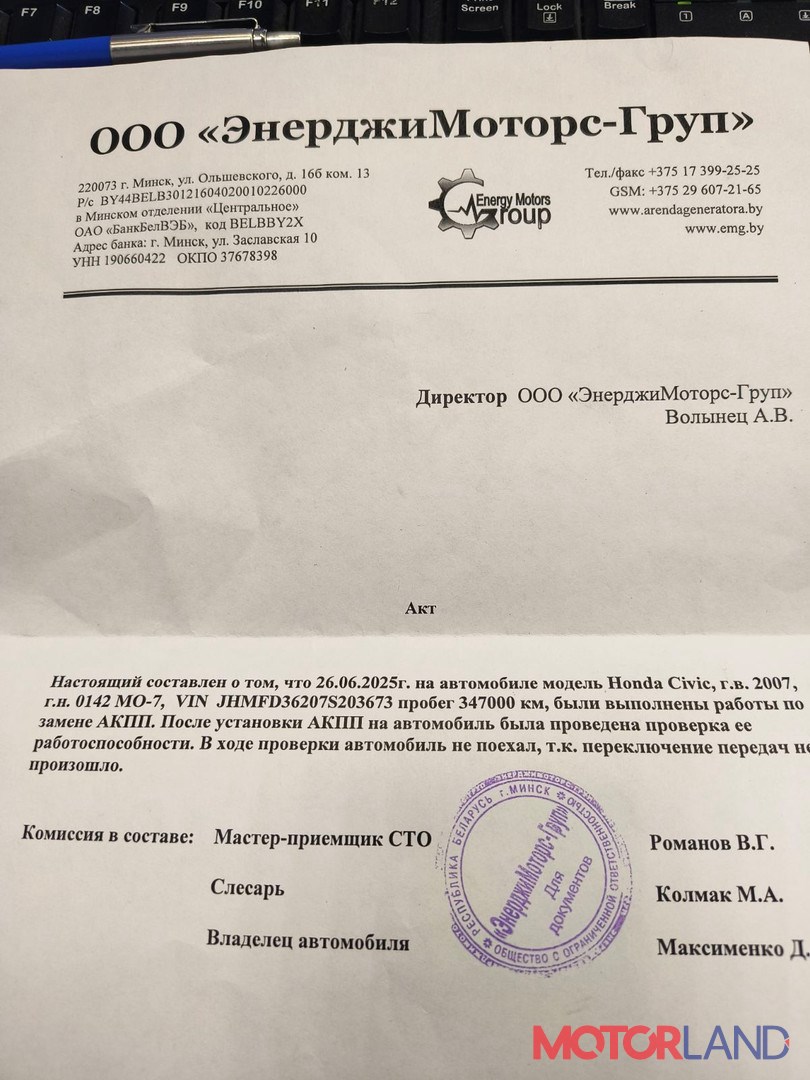 F7 F8 F9 F10 F11 F12 Print Screen Lock Break
1 A
ООО «ЭнерджиМоторс-Груп»
220073 г. Минск, ул. Ольшевского, д. 16б ком. 13
Р/с BY44BELB30121604020010226000
в Минском отделении «Центральное»
ОАО «БанкБелВЭБ», код BELBBY2X
Адрес банка: г. Минск, ул. Заславская 10
УНН 190660422 ОКПО 37678398
Energy Motors
Group
Тел./факс +375 17 399-25-25
GSM: +375 29 607-21-65
www.arendageneratora.by
www.emg.by
Директор ООО «ЭнерджиМоторс-Груп»
Волынец А.В.
Акт
Настоящий составлен о том, что 26.06.2025г. на автомобиле модель Honda Civic, г.в. 2007,
г.н. 0142 МО-7, VIN JHMFD36207S203673 пробег 347000 км, были выполнены работы по
замене АКПП. После установки АКПП на автомобиль была проведена проверка ее
работоспособности. В ходе проверки автомобиль не поехал, т.к. переключение передач не
произошло.
Комиссия в составе: Мастер-приемщик СТО Романов В.Г.
Слесарь Колмак М.А.
Владелец автомобиля Максименко Д.
РЕСПУБЛИКА БЕЛАРУСЬ г. МИНСК
ОБЩЕСТВО С ОГРАНИЧЕННОЙ ОТВЕТСТВЕННОСТЬЮ
«ЭнерджиМоторс-Груп»
Для
документов
MOTORLAND